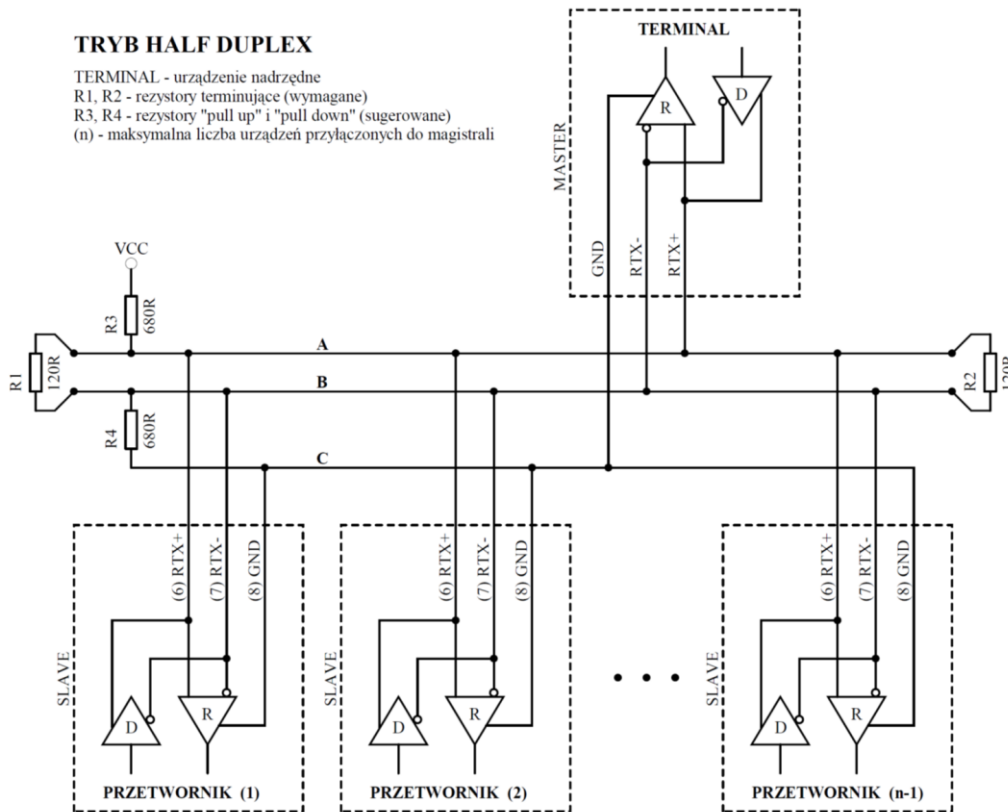 TRYB HALF DUPLEX
TERMINAL - urządzenie nadrzędne
R1, R2 - rezystory terminujące (wymagane)
R3, R4 - rezystory "pull up" i "pull down" (sugerowane)
(n) - maksymalna liczba urządzeń przyłączonych do magistrali
TERMINAL
R
D
MASTER
GND
RTX-
RTX+
VCC
R3
680R
A
R1
120R
B
R2
120R
R4
680R
C
(6) RTX+
(7) RTX-
(8) GND
SLAVE
D
R
PRZETWORNIK (1)
(6) RTX+
(7) RTX-
(8) GND
SLAVE
D
R
PRZETWORNIK (2)
(6) RTX+
(7) RTX-
(8) GND
SLAVE
D
R
PRZETWORNIK (n-1)